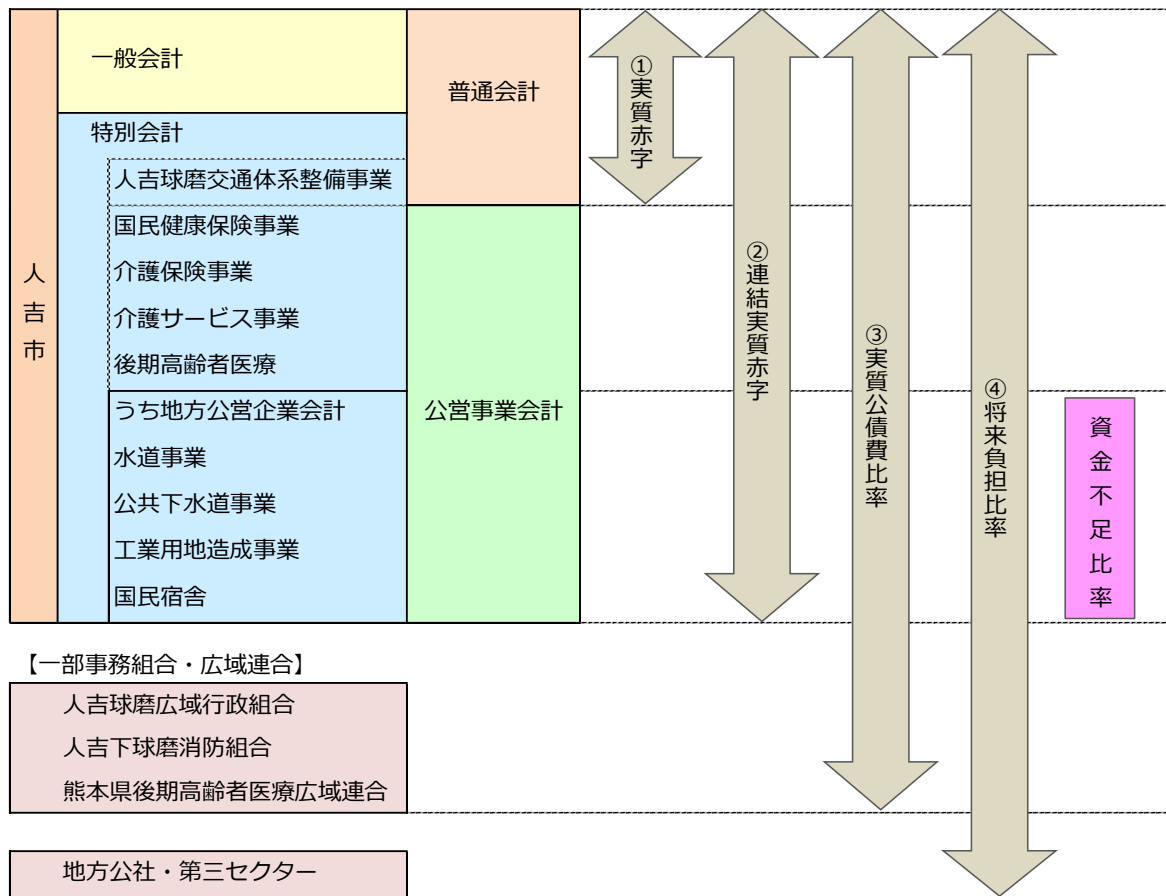 人吉市
一般会計
普通会計
特別会計
人吉球磨交通体系整備事業
国民健康保険事業
介護保険事業
介護サービス事業
後期高齢者医療
うち地方公営企業会計
水道事業
公共下水道事業
工業用地造成事業
国民宿舎
公営事業会計
①実質赤字
②連結実質赤字
③実質公債費比率
④将来負担比率
資金不足比率
【一部事務組合・広域連合】
人吉球磨広域行政組合
人吉下球磨消防組合
熊本県後期高齢者医療広域連合
地方公社・第三セクター